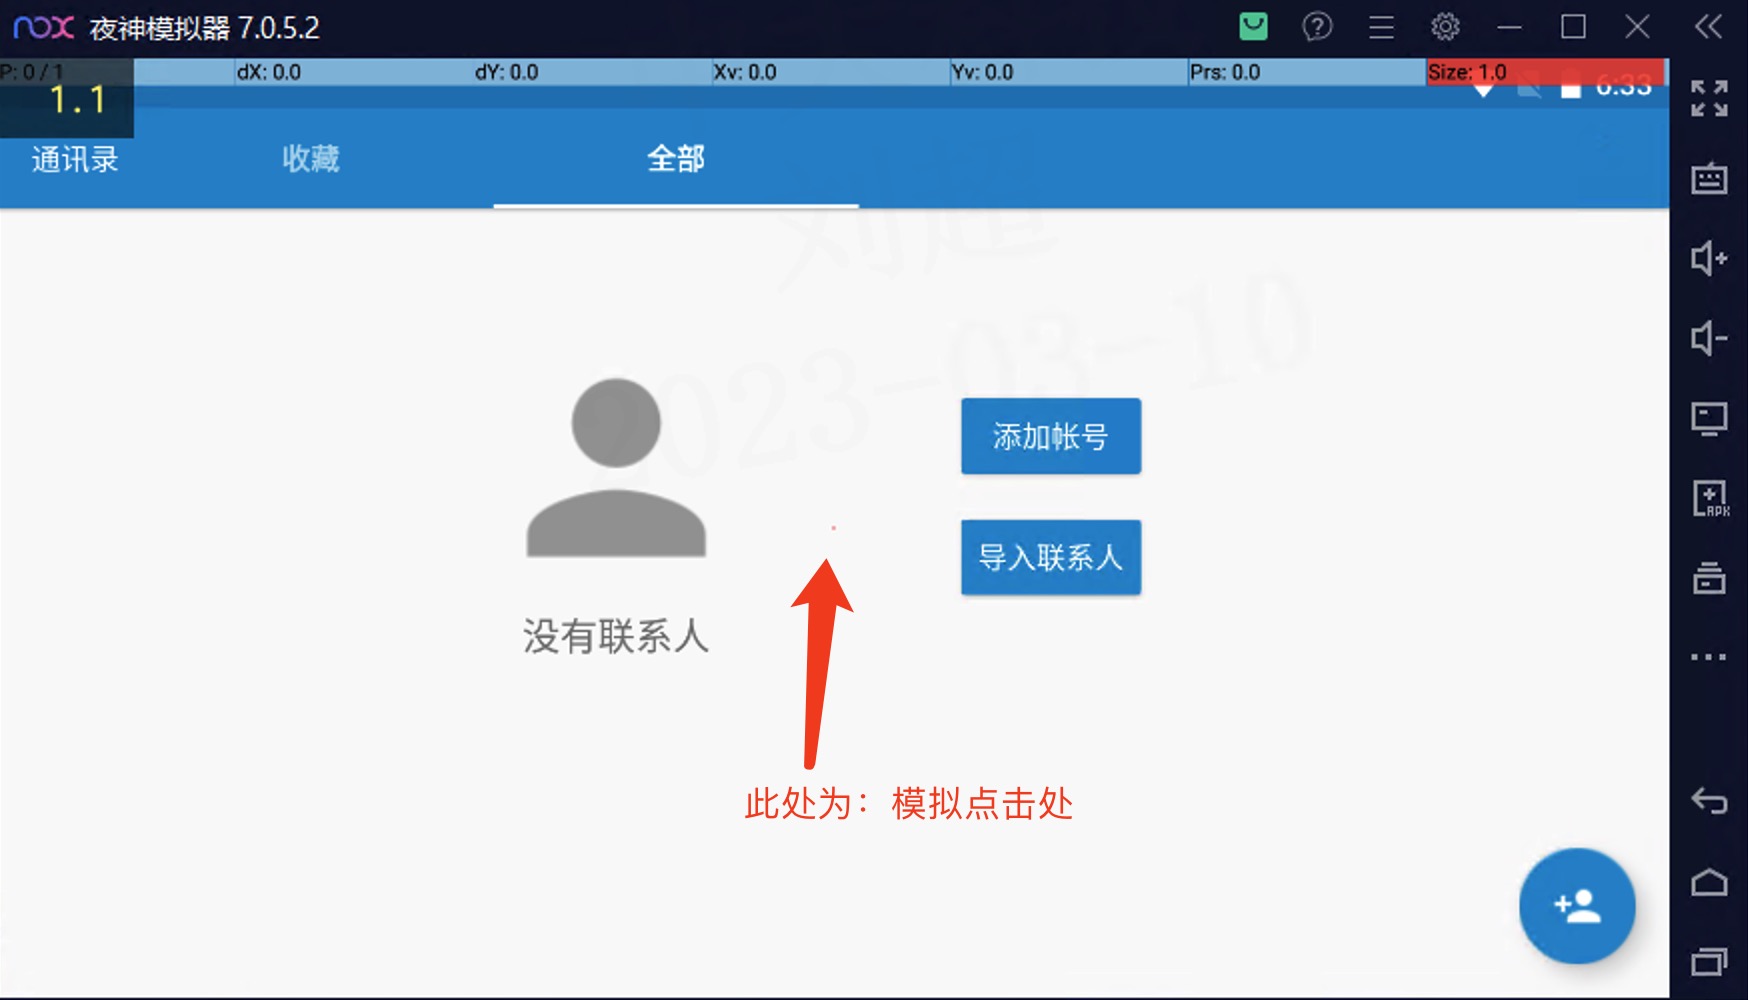 nox 夜神模拟器 7.0.5.2
P: 0 / 1 dX: 0.0 dY: 0.0 Xv: 0.0 Yv: 0.0 Prs: 0.0 Size: 1.0
1.1 6:33
通讯录 收藏 全部
刘超
2023-03-10
添加帐号
导入联系人
没有联系人
此处为：模拟点击处
APK